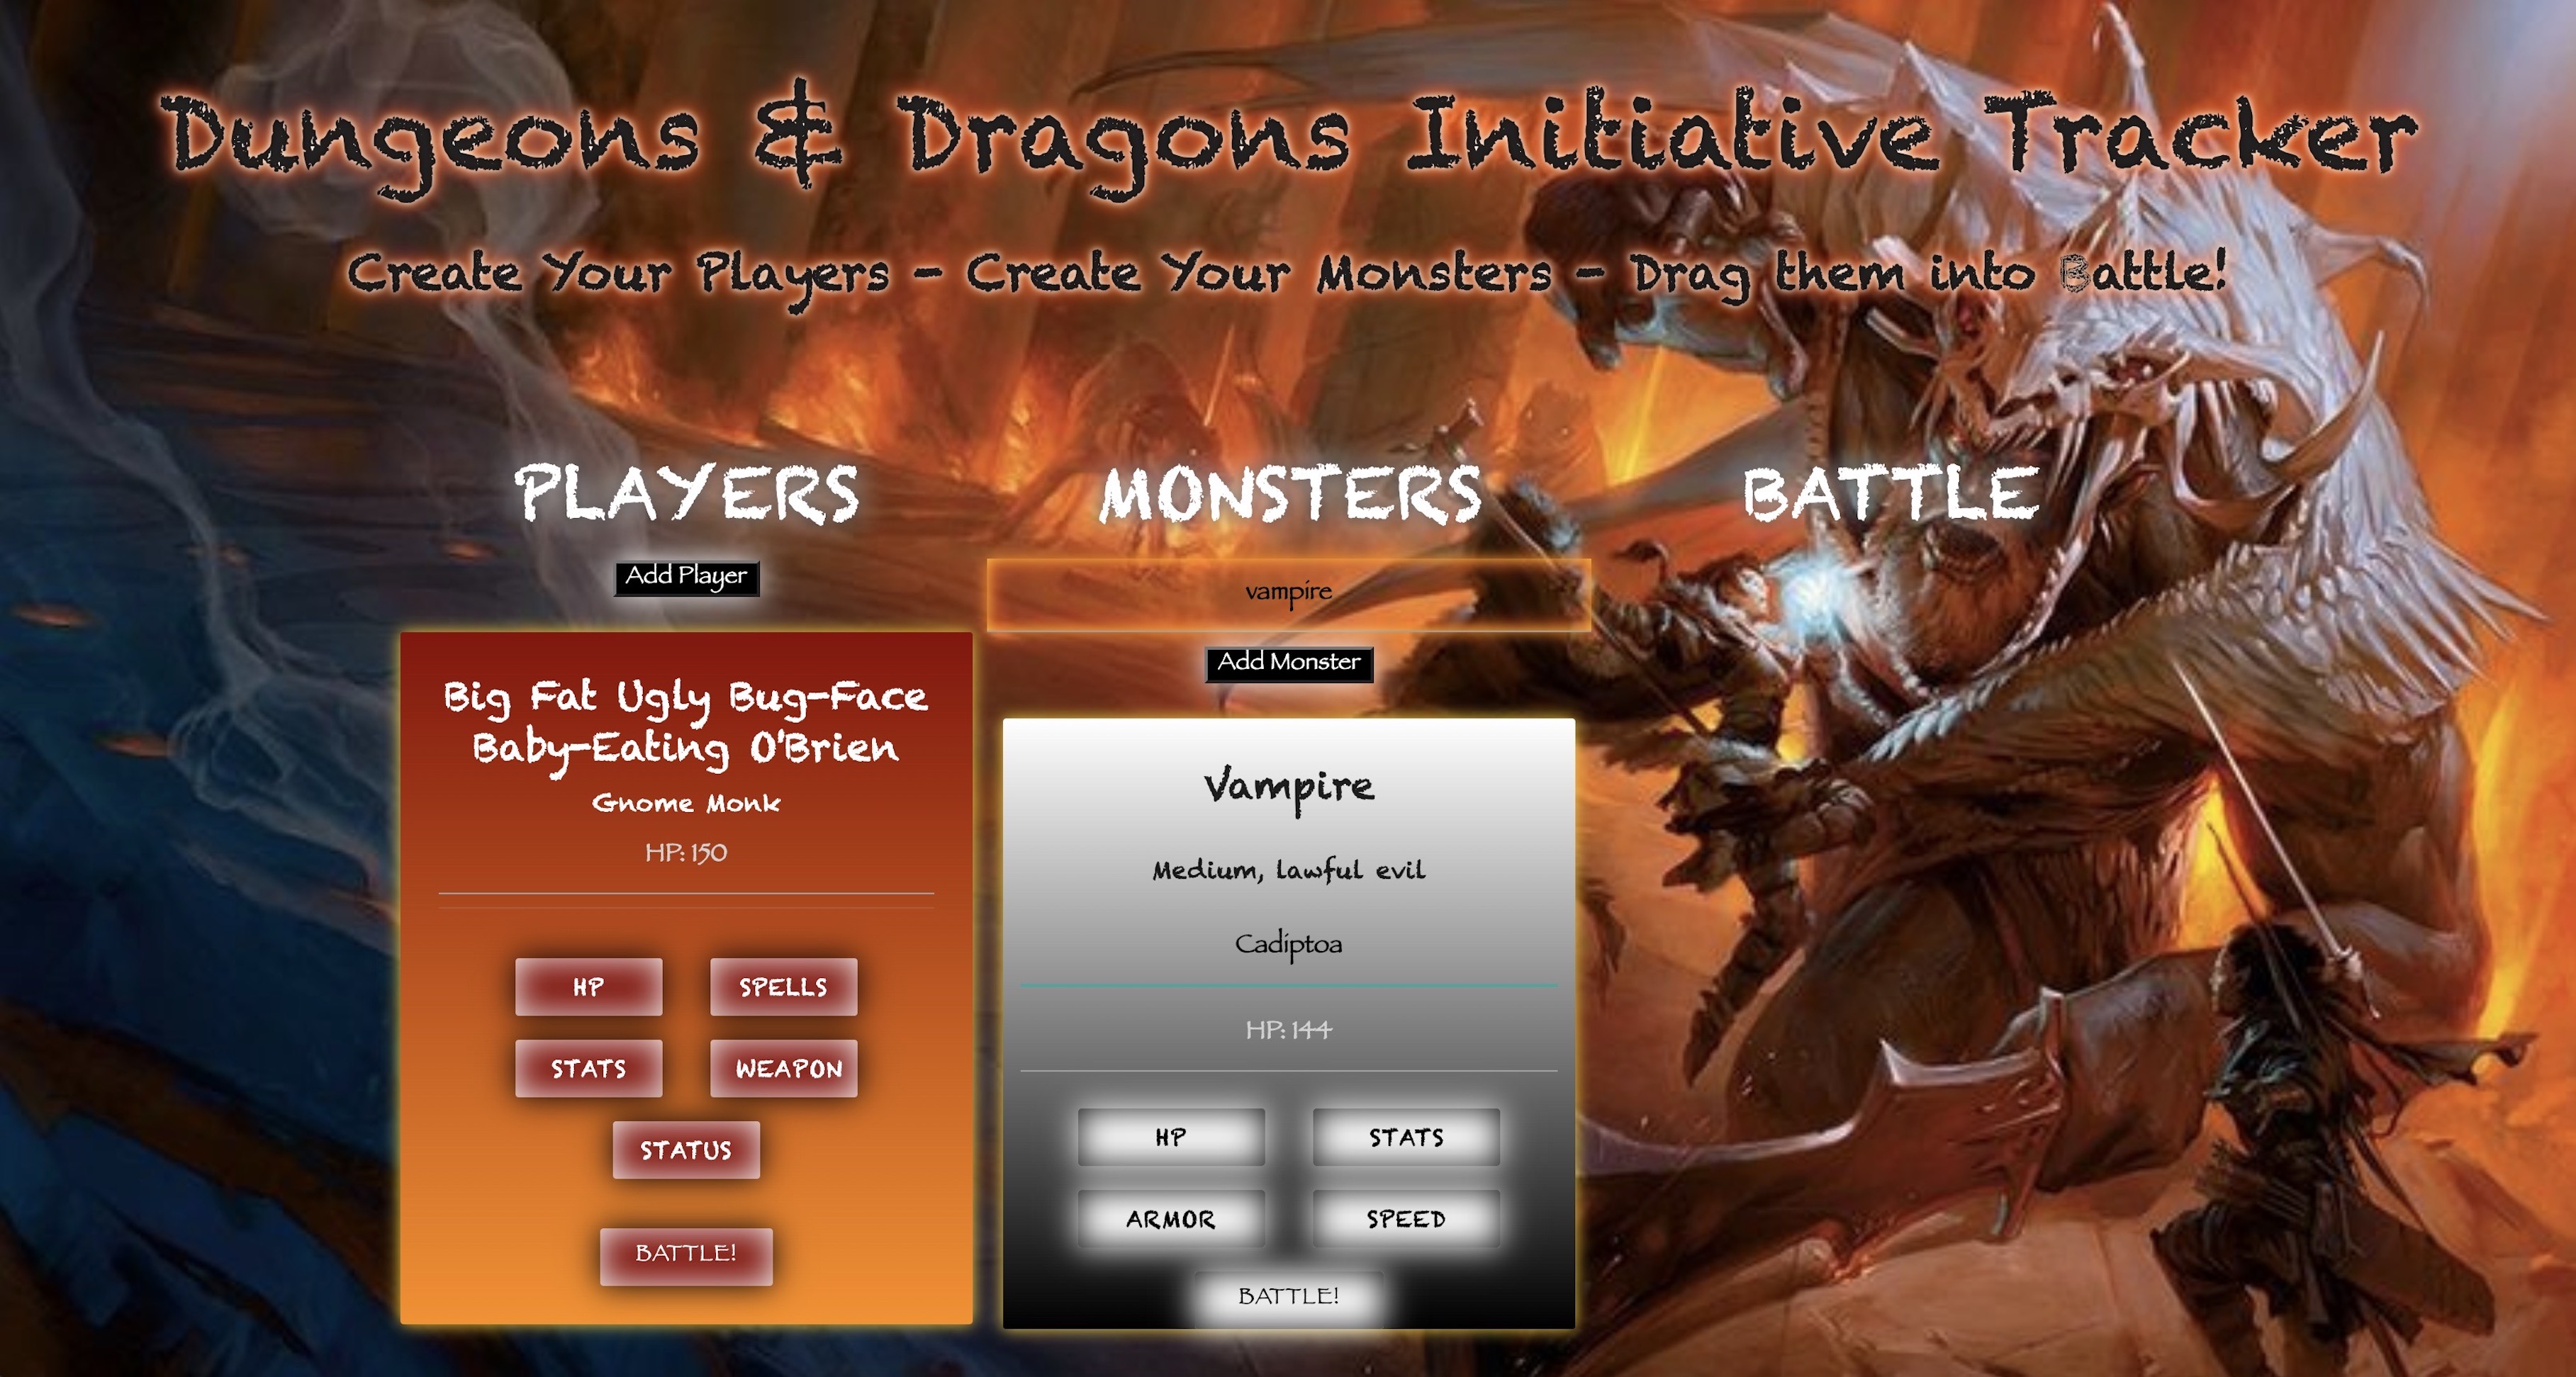 Dungeons & Dragons Initiative Tracker
Create Your Players - Create Your Monsters - Drag them into Battle!
PLAYERS
Add Player
Big Fat Ugly Bug-Face
Baby-Eating O'Brien
Gnome Monk
HP: 150
HP
SPELLS
STATS
WEAPON
STATUS
BATTLE!
MONSTERS
vampire
Add Monster
Vampire
Medium, lawful evil
Cadiptoa
HP: 144
HP
STATS
ARMOR
SPEED
BATTLE!
BATTLE